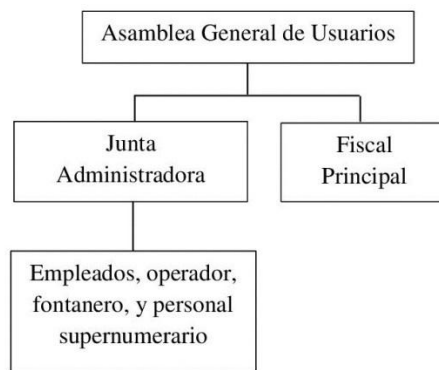 Asamblea General de Usuarios
Junta
Administradora
Fiscal
Principal
Empleados, operador,
fontanero, y personal
supernumerario